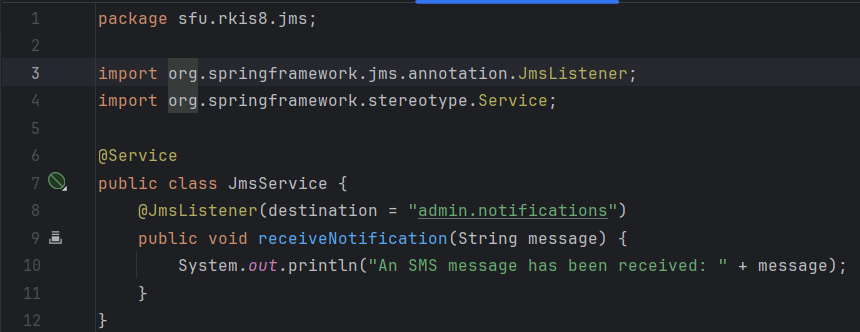 1 package sfu.rkis8.jms;
2
3 import org.springframework.jms.annotation.JmsListener;
4 import org.springframework.stereotype.Service;
5
6 @Service
7 public class JmsService {
8 @JmsListener(destination = "admin.notifications")
9 public void receiveNotification(String message) {
10 System.out.println("An SMS message has been received: " + message);
11 }
12 }